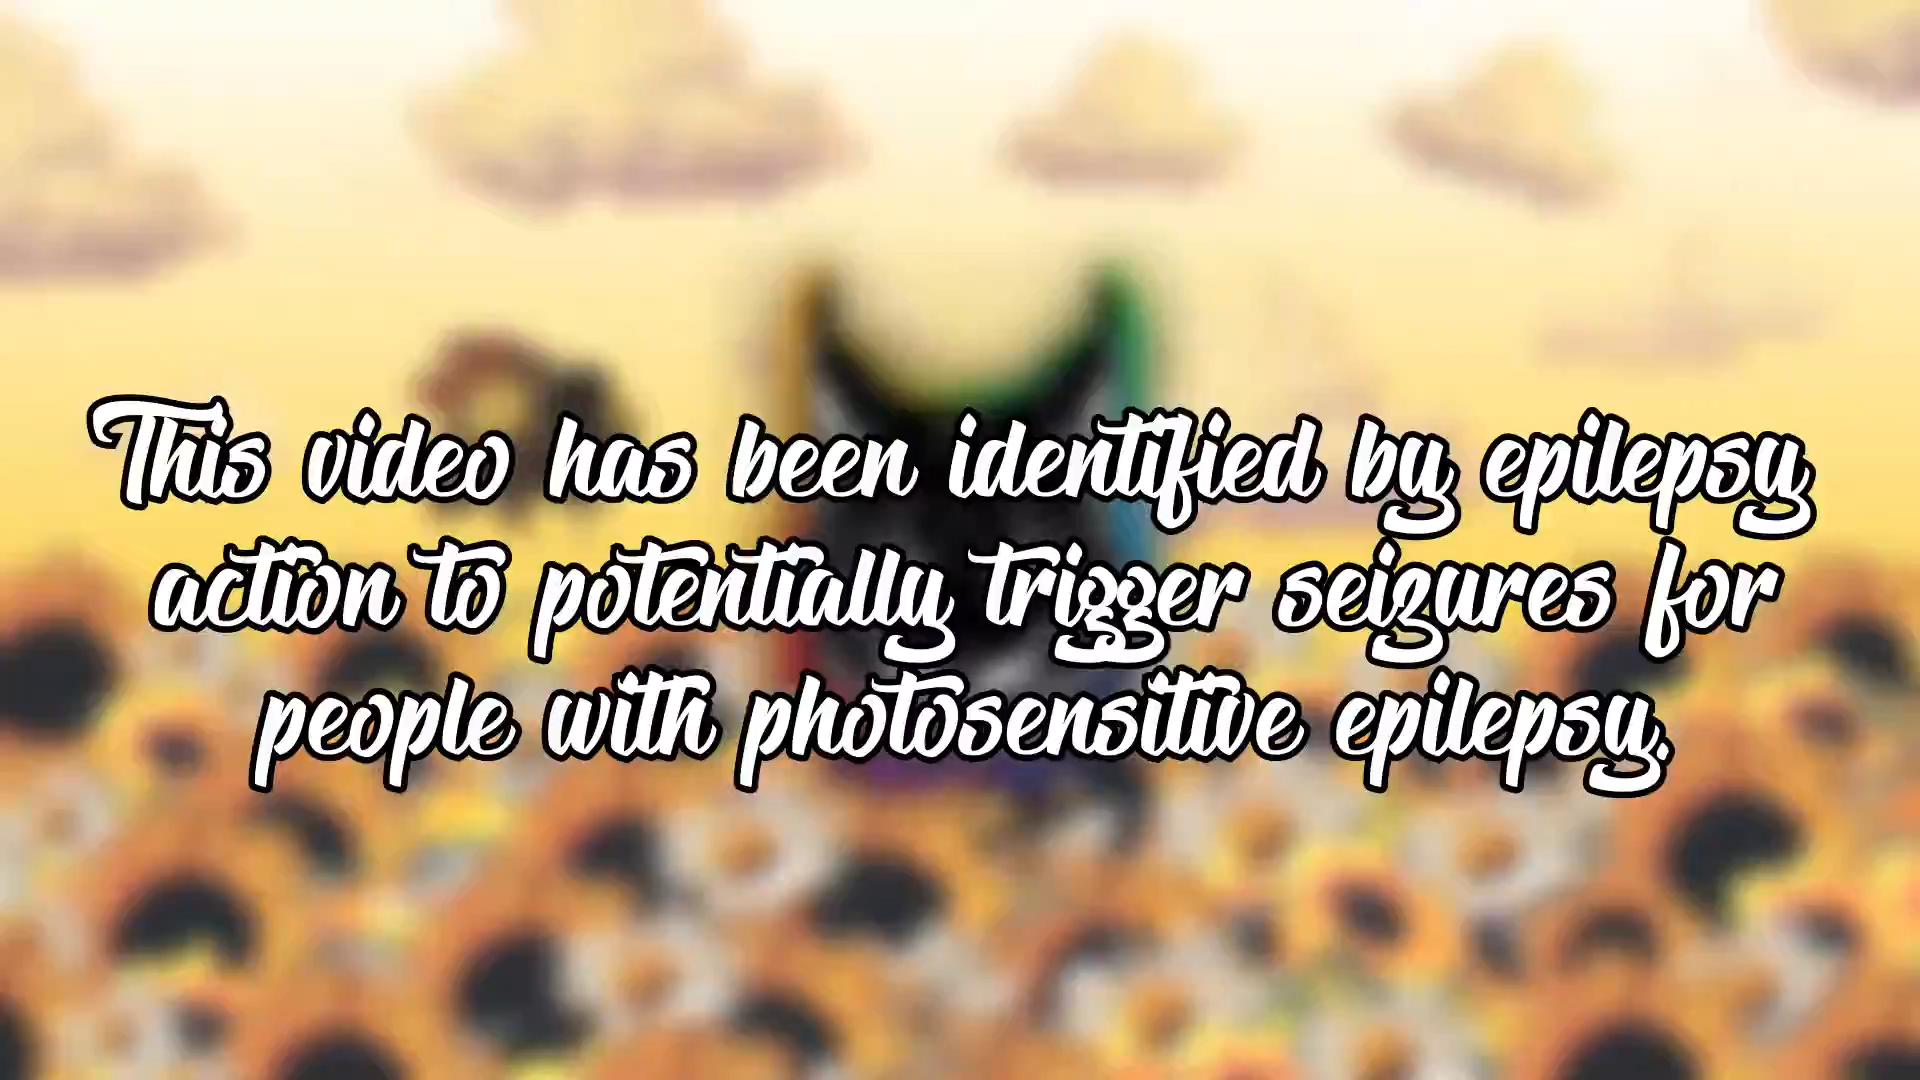 This video has been identified by epilepsy
action to potentially trigger seizures for
people with photosensitive epilepsy.